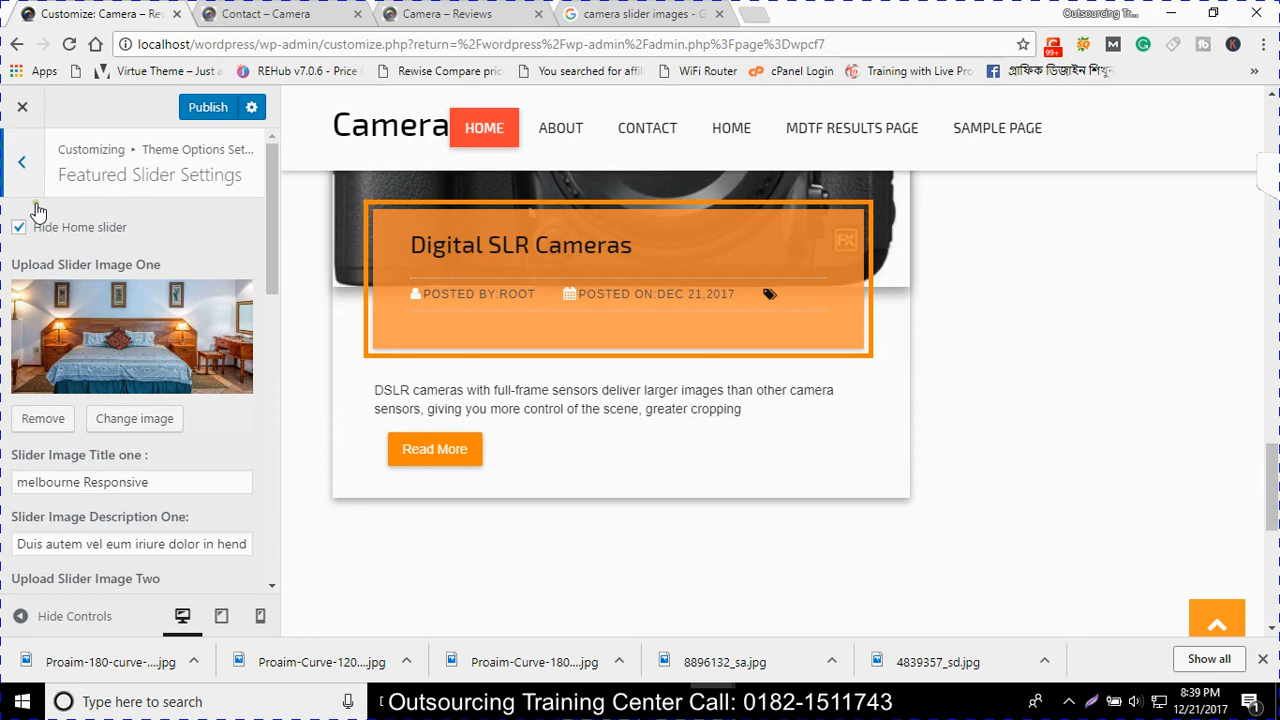 Customize: Camera – Re
Contact – Camera
Camera – Reviews
camera slider images - G
Outsourcing Tr...
localhost/wordpress/wp-admin/customize.php?return=%2Fwordpress%2Fwp-admin%2Fadmin.php%3Fpage%3Dwpcf7
99+
Apps
Virtue Theme – Just a
REHub v7.0.6 - Pricin
Rewise Compare pric
You searched for affil
WiFi Router
cPanel Login
Training with Live Pro
গ্রাফিক ডিজাইন শিখুন
»
Publish
Customizing ▸ Theme Options Set...
Featured Slider Settings
Hide Home slider
Upload Slider Image One
Remove
Change image
Slider Image Title one :
melbourne Responsive
Slider Image Description One:
Duis autem vel eum iriure dolor in hend
Upload Slider Image Two
Hide Controls
Camera
HOME
ABOUT
CONTACT
HOME
MDTF RESULTS PAGE
SAMPLE PAGE
Digital SLR Cameras
FX
POSTED BY:ROOT
POSTED ON:DEC 21,2017
DSLR cameras with full-frame sensors deliver larger images than other camera
sensors, giving you more control of the scene, greater cropping
Read More
Proaim-180-curve-....jpg
Proaim-Curve-120....jpg
Proaim-Curve-180....jpg
8896132_sa.jpg
4839357_sd.jpg
Show all
Type here to search
Outsourcing Training Center Call: 0182-1511743
8:39 PM
12/21/2017